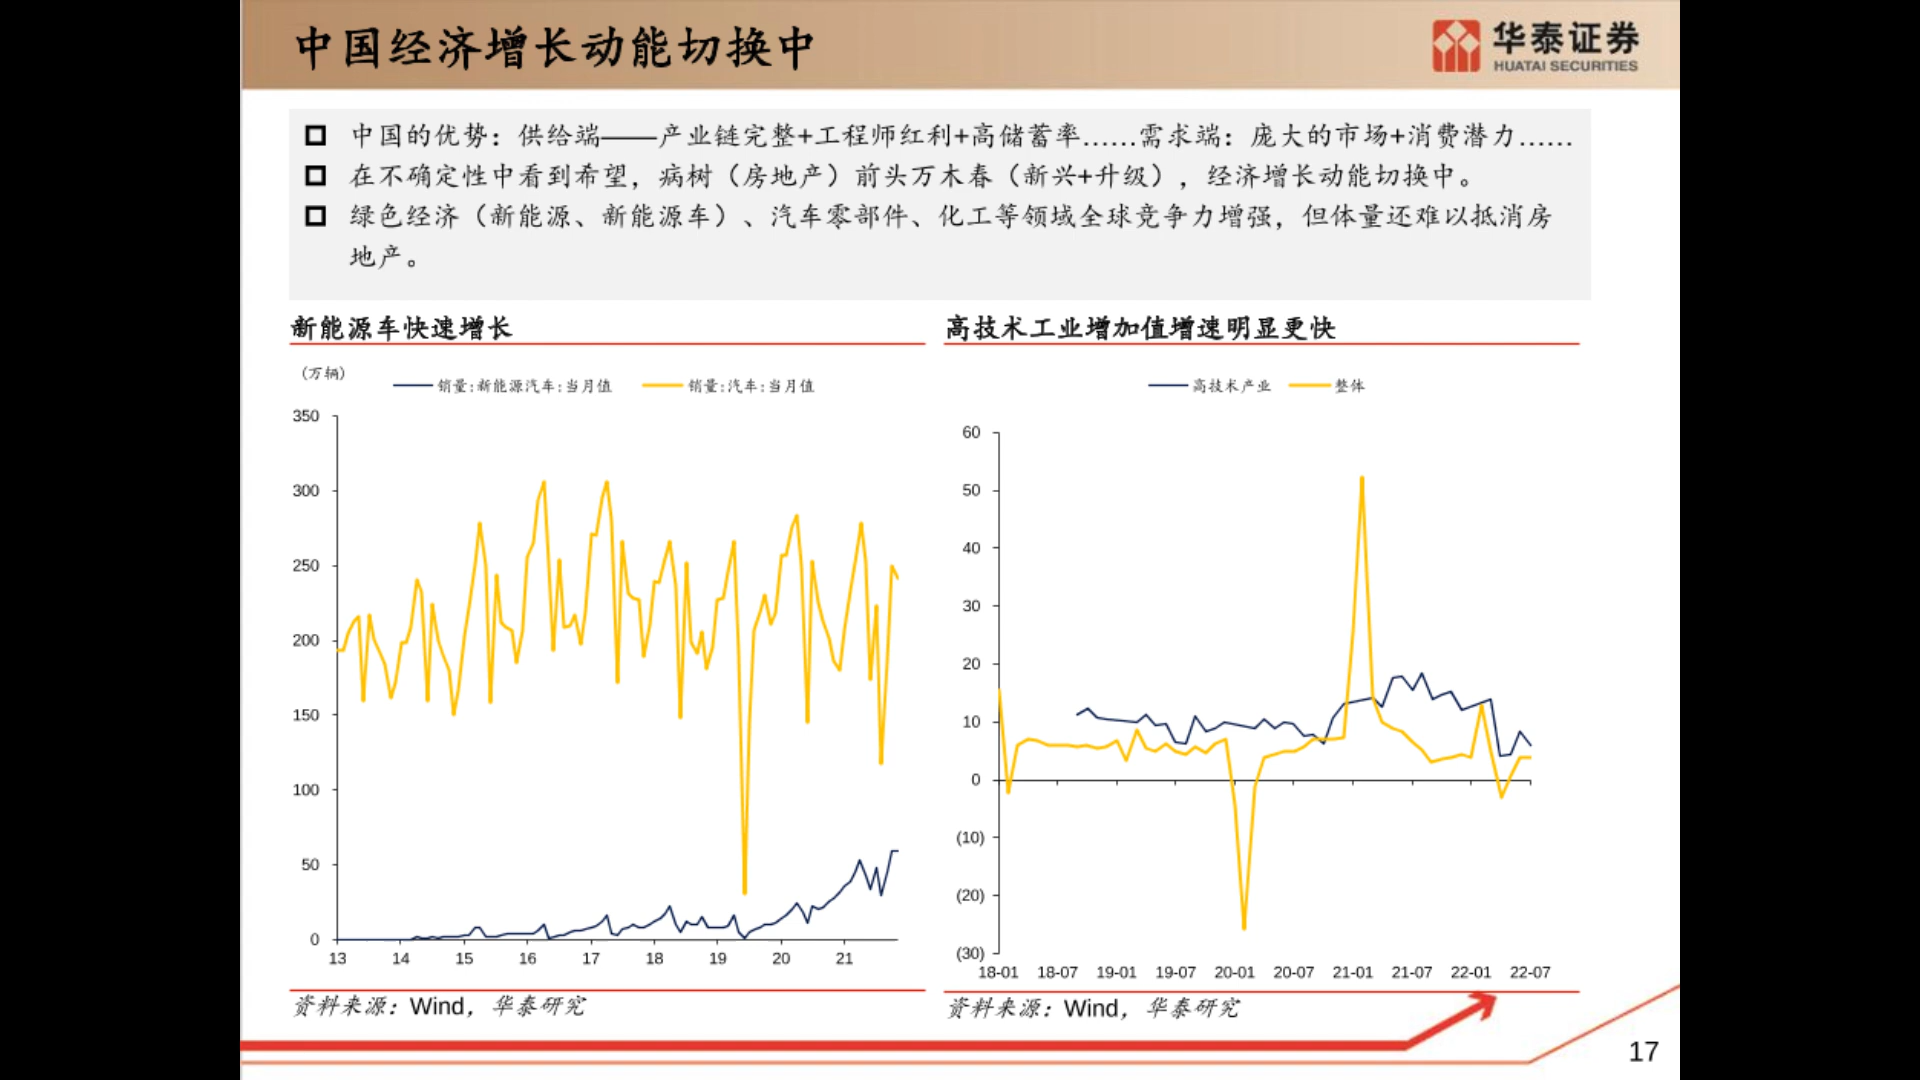 中国经济增长动能切换中
华泰证券
HUATAI SECURITIES
中国的优势：供给端——产业链完整+工程师红利+高储蓄率……需求端：庞大的市场+消费潜力……
在不确定性中看到希望，病树（房地产）前头万木春（新兴+升级），经济增长动能切换中。
绿色经济（新能源、新能源车）、汽车零部件、化工等领域全球竞争力增强，但体量还难以抵消房
地产。
新能源车快速增长
（万辆）
销量:新能源汽车:当月值 销量:汽车:当月值
350
300
250
200
150
100
50
0
13 14 15 16 17 18 19 20 21
资料来源：Wind，华泰研究
高技术工业增加值增速明显更快
高技术产业 整体
60
50
40
30
20
10
0
(10)
(20)
(30)
18-01 18-07 19-01 19-07 20-01 20-07 21-01 21-07 22-01 22-07
资料来源：Wind，华泰研究
17